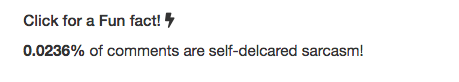 Click for a Fun fact!
0.0236% of comments are self-delcared sarcasm!